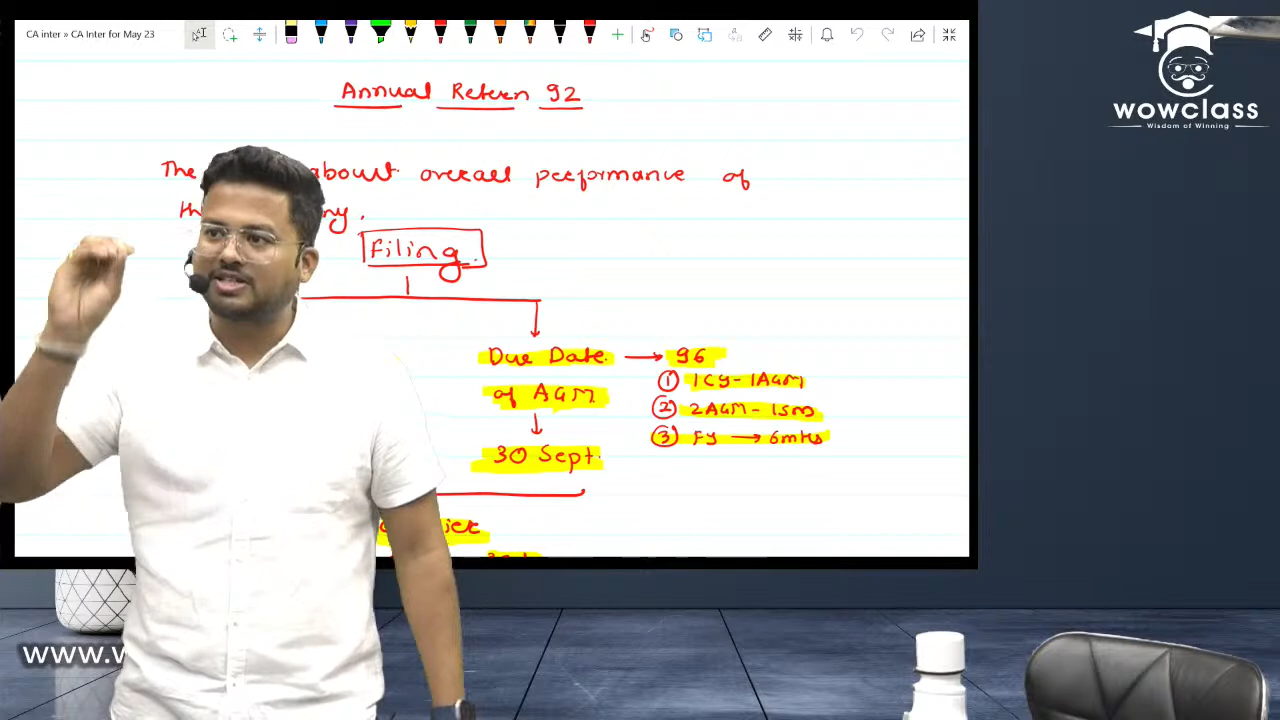 CA inter » CA Inter for May 23
wowclass
Wisdom of Winning
Annual Return 92
The about overall performance of
Filing
Due Date → 96
of AGM
① 1CY-1AGM
② 2AGM - 15m
30 Sept.
③ FY → 6mths
www.